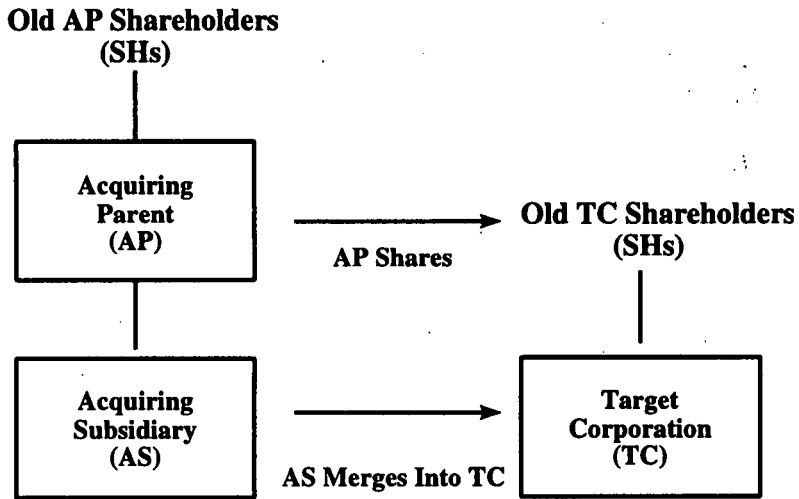 Old AP Shareholders
(SHs)
Acquiring
Parent
(AP)
AP Shares
Old TC Shareholders
(SHs)
Acquiring
Subsidiary
(AS)
AS Merges Into TC
Target
Corporation
(TC)